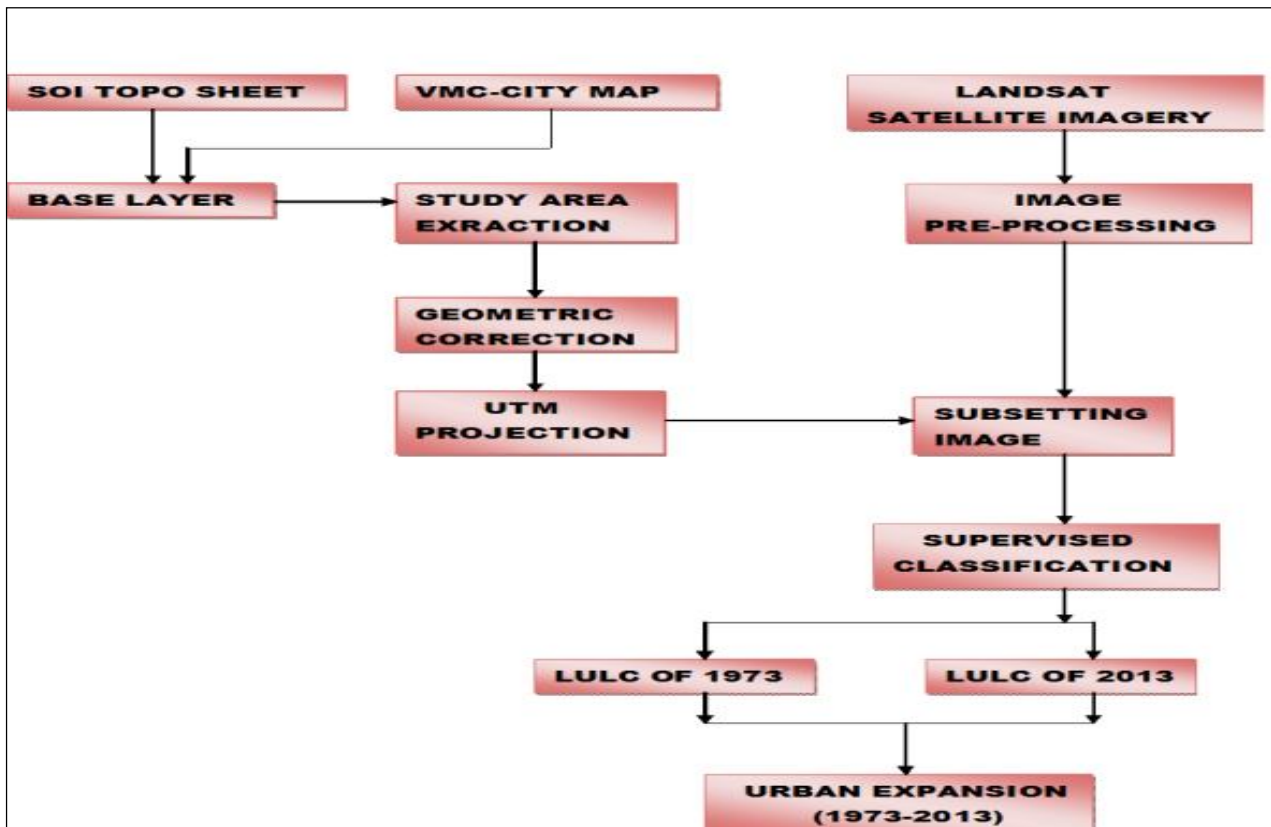 SOI TOPO SHEET
VMC-CITY MAP
LANDSAT
SATELLITE IMAGERY
BASE LAYER
STUDY AREA
EXRACTION
IMAGE
PRE-PROCESSING
GEOMETRIC
CORRECTION
UTM
PROJECTION
SUBSETTING
IMAGE
SUPERVISED
CLASSIFICATION
LULC OF 1973
LULC OF 2013
URBAN EXPANSION
(1973-2013)